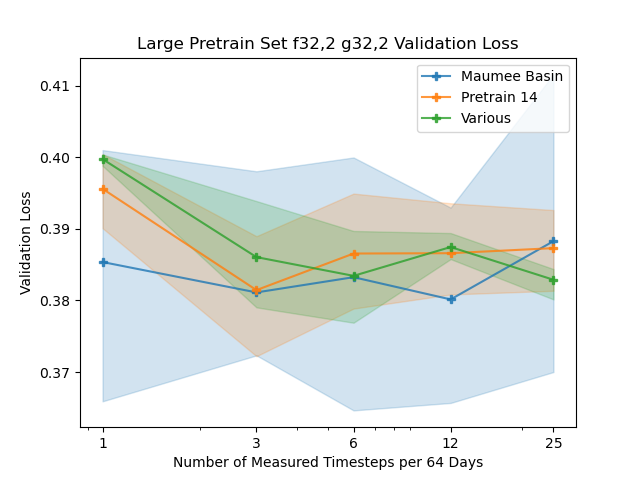 Large Pretrain Set f32,2 g32,2 Validation Loss
Maumee Basin
Pretrain 14
Various
0.41
0.40
0.39
0.38
0.37
Validation Loss
1 3 6 12 25
Number of Measured Timesteps per 64 Days